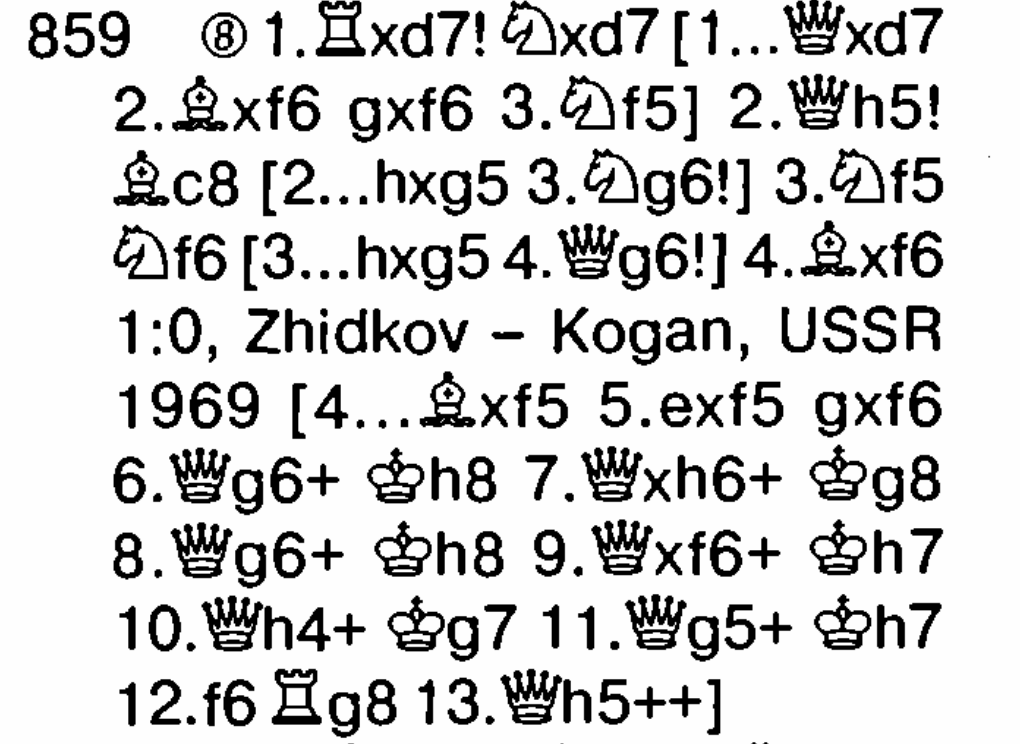 859 ⑧ 1.♖xd7! ♘xd7 [1...♕xd7
2.♗xf6 gxf6 3.♘f5] 2.♕h5!
♗c8 [2...hxg5 3.♘g6!] 3.♘f5
♘f6 [3...hxg5 4.♕g6!] 4.♗xf6
1:0, Zhidkov – Kogan, USSR
1969 [4...♗xf5 5.exf5 gxf6
6.♕g6+ ♔h8 7.♕xh6+ ♔g8
8.♕g6+ ♔h8 9.♕xf6+ ♔h7
10.♕h4+ ♔g7 11.♕g5+ ♔h7
12.f6 ♖g8 13.♕h5++]